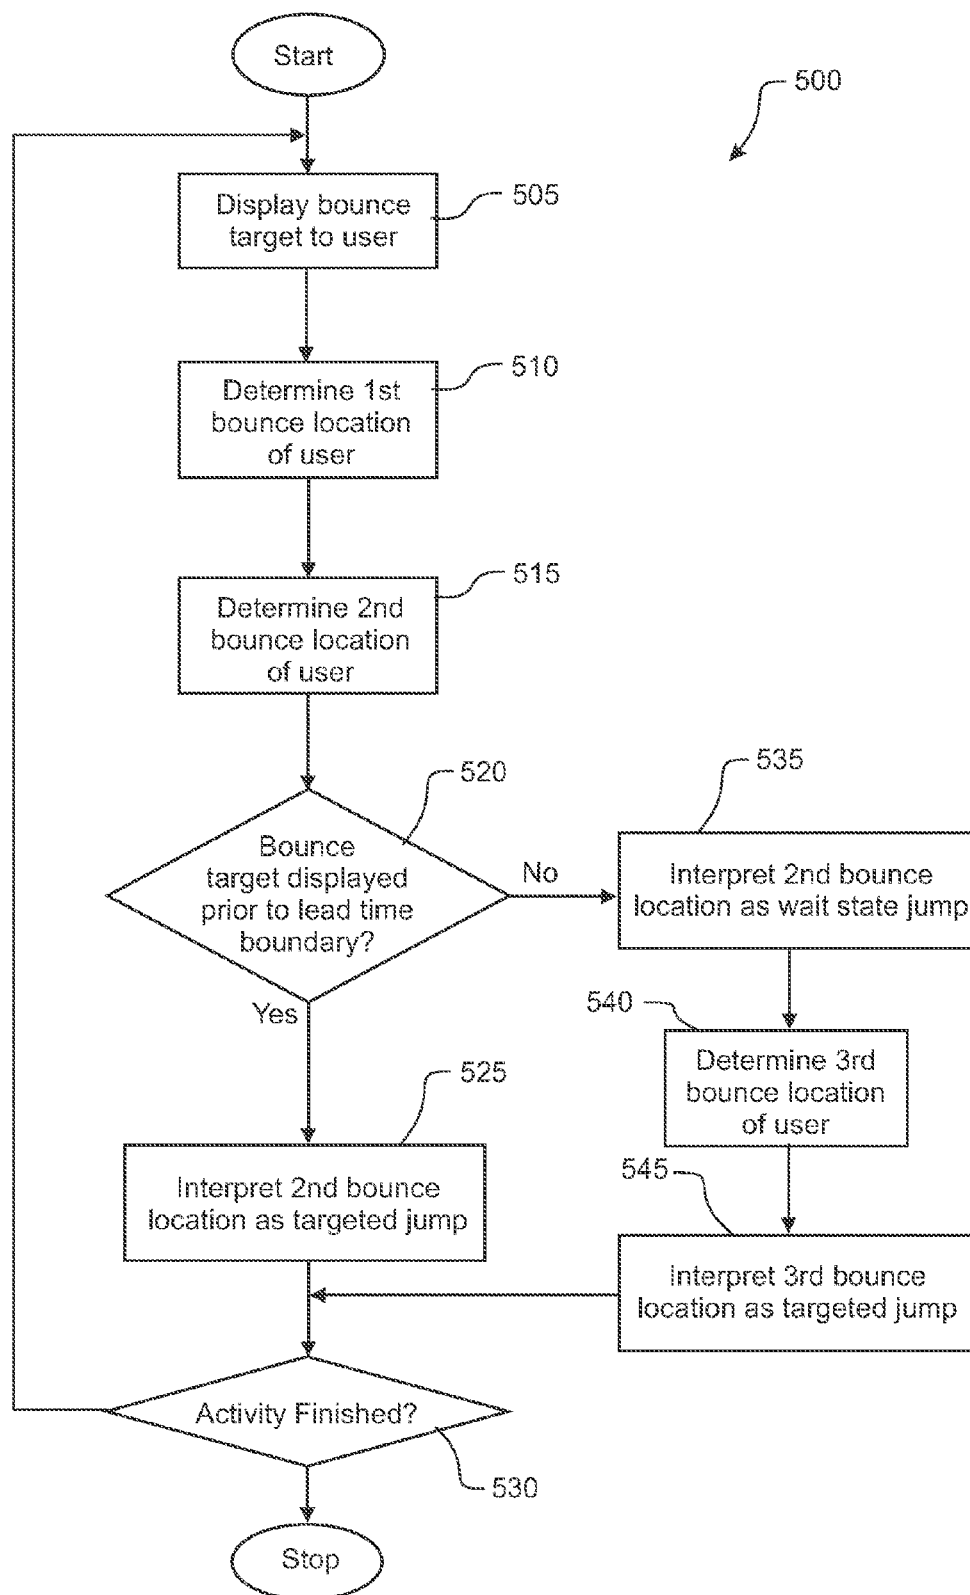 Start
500
Display bounce
target to user
505
Determine 1st
bounce location
of user
510
Determine 2nd
bounce location
of user
515
Bounce
target displayed
prior to lead time
boundary?
520
No
Yes
535
Interpret 2nd bounce
location as wait state jump
540
Determine 3rd
bounce location
of user
525
Interpret 2nd bounce
location as targeted jump
545
Interpret 3rd bounce
location as targeted jump
Activity Finished?
530
Stop